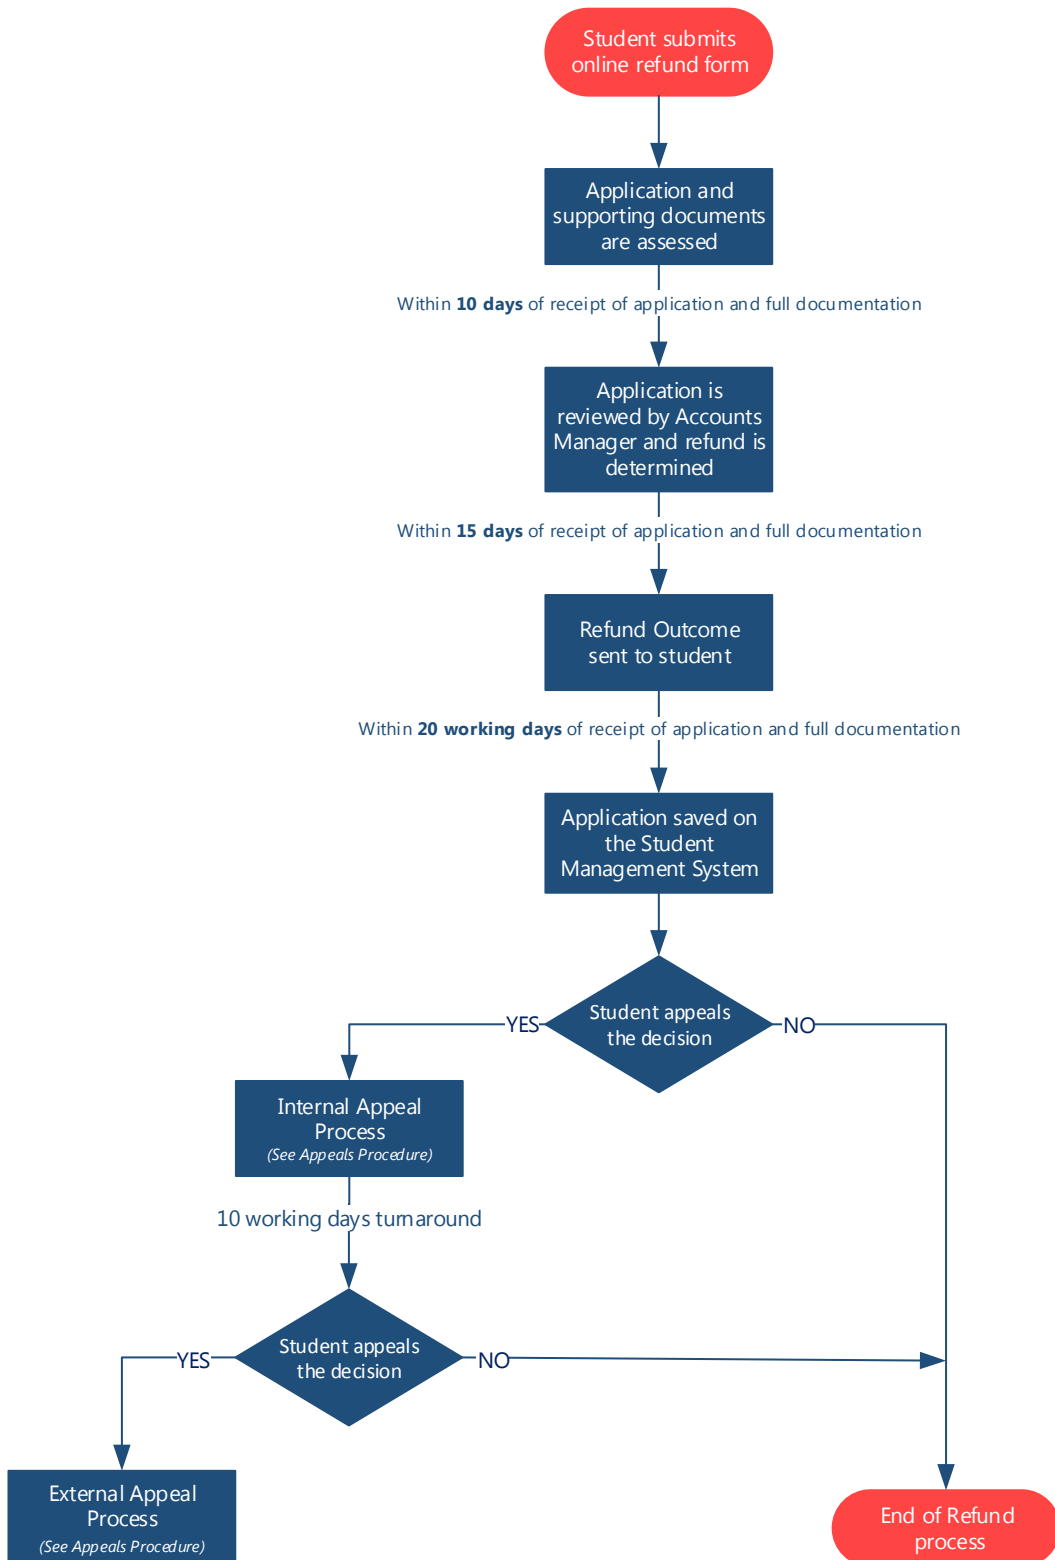 Student submits
online refund form
Application and
supporting documents
are assessed
Within 10 days of receipt of application and full documentation
Application is
reviewed by Accounts
Manager and refund is
determined
Within 15 days of receipt of application and full documentation
Refund Outcome
sent to student
Within 20 working days of receipt of application and full documentation
Application saved on
the Student
Management System
Student appeals
the decision
YES
NO
Internal Appeal
Process
(See Appeals Procedure)
10 working days turnaround
Student appeals
the decision
YES
NO
External Appeal
Process
(See Appeals Procedure)
End of Refund
process